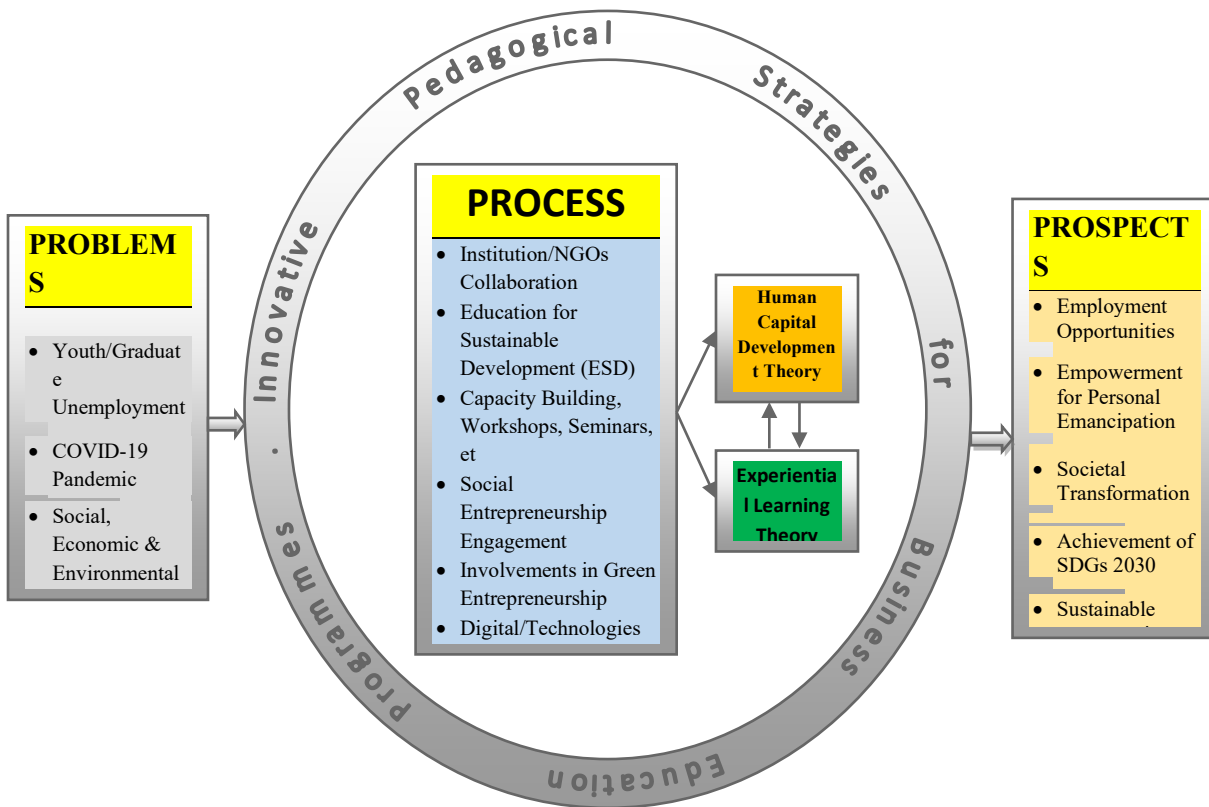 Innovative Pedagogical Strategies for Business Education Programmes .
PROBLEM
S
• Youth/Graduat
e
Unemployment
• COVID-19
Pandemic
• Social,
Economic &
Environmental
PROCESS
• Institution/NGOs
Collaboration
• Education for
Sustainable
Development (ESD)
• Capacity Building,
Workshops, Seminars,
et
• Social
Entrepreneurship
Engagement
• Involvements in Green
Entrepreneurship
• Digital/Technologies
Human
Capital
Developmen
t Theory
Experientia
l Learning
Theory
PROSPECT
S
• Employment
Opportunities
• Empowerment
for Personal
Emancipation
• Societal
Transformation
• Achievement of
SDGs 2030
• Sustainable